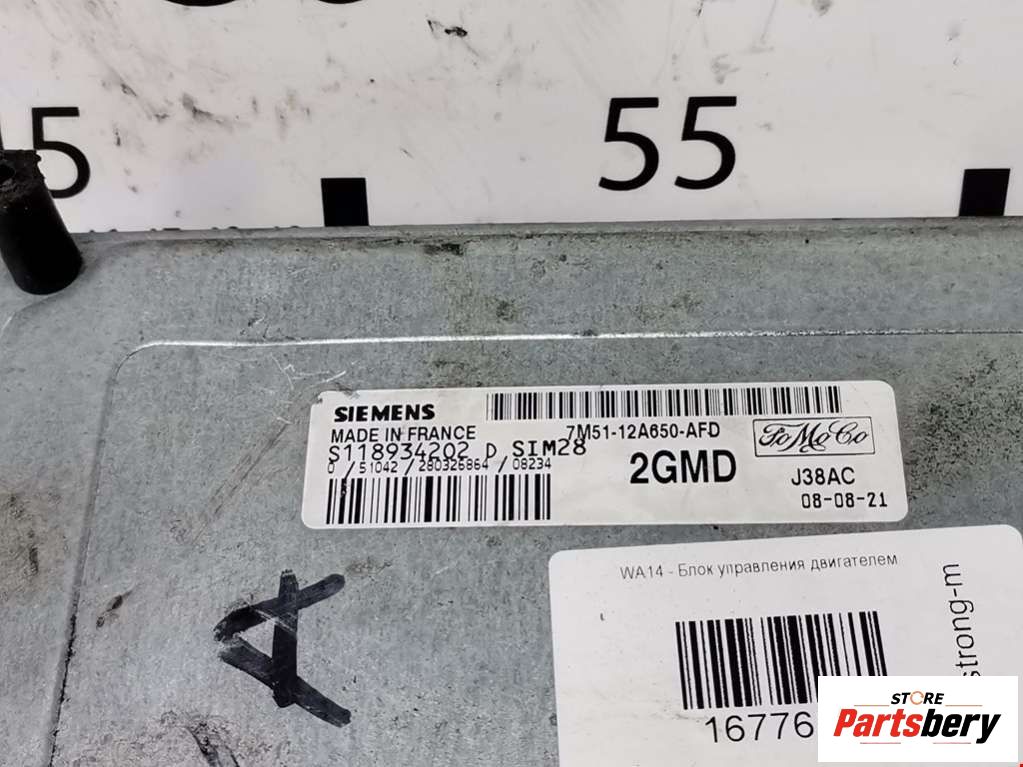 55
SIEMENS
MADE IN FRANCE
7M51-12A650-AFD
FoMoCo
S118934202 D SIM28
0 / 51042 / 280326864 / 08234
2GMD
J38AC
08-08-21
A
WA14 - Блок управления двигателем
strong-m
16776
STORE
Partsbery